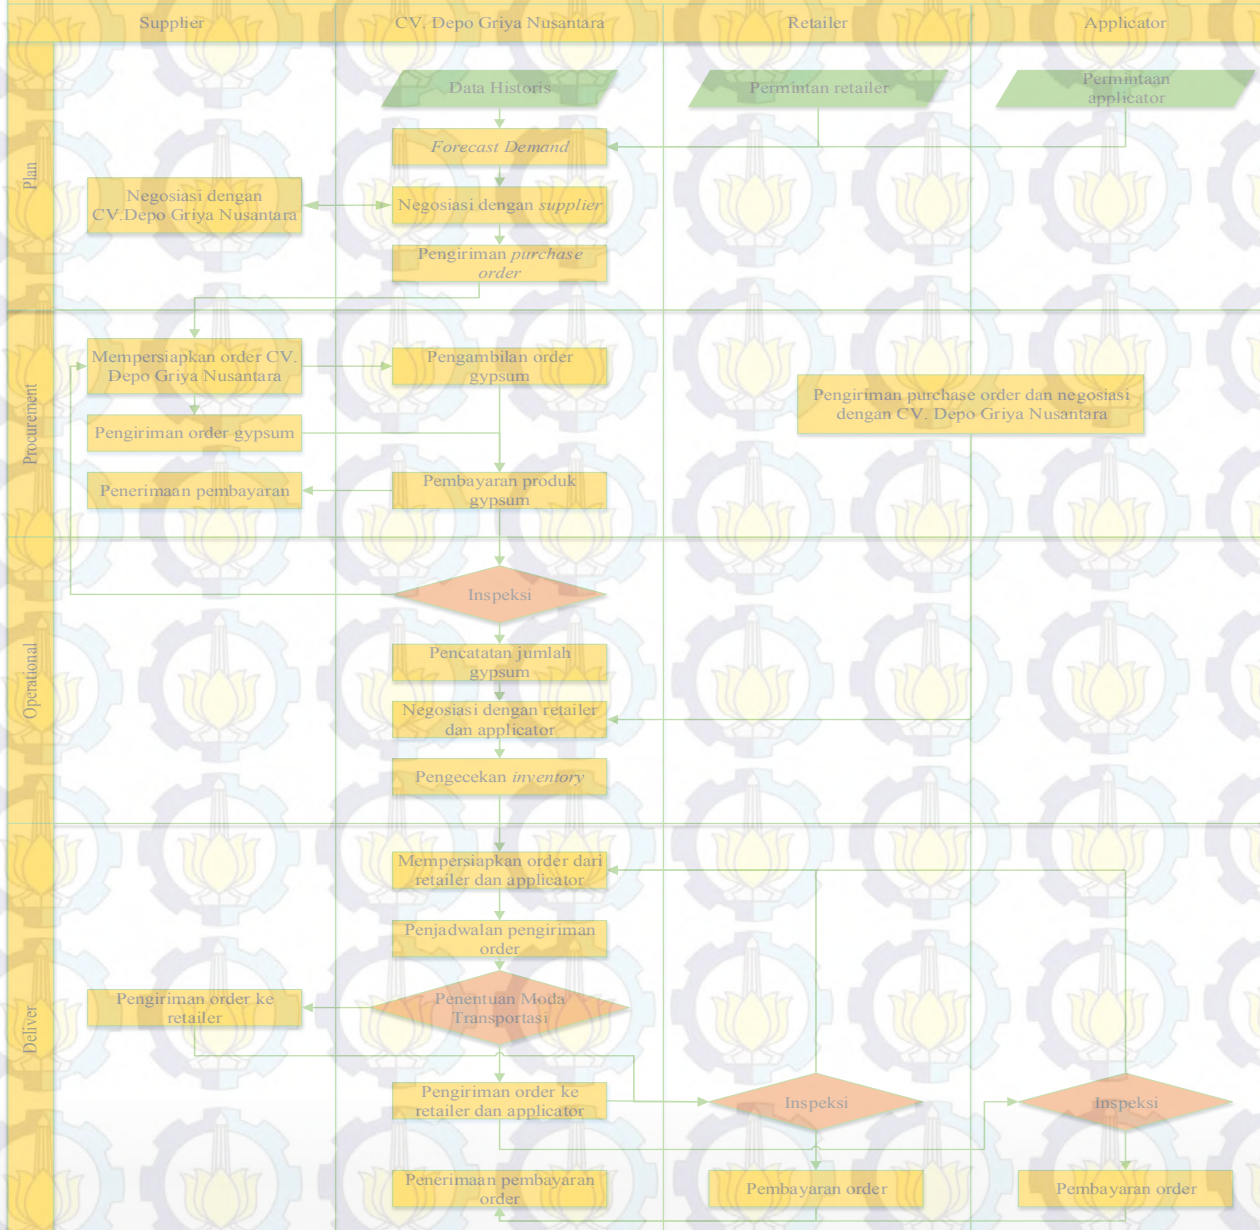 Supplier
CV. Depo Griya Nusantara
Retailer
Applicator
Plan
Data Historis
Permintan retailer
Permintaan
applicator
Forecast Demand
Negosiasi dengan
CV.Depo Griya Nusantara
Negosiasi dengan supplier
Pengiriman purchase
order
Procurement
Mempersiapkan order CV.
Depo Griya Nusantara
Pengambilan order
gypsum
Pengiriman purchase order dan negosiasi
dengan CV. Depo Griya Nusantara
Pengiriman order gypsum
Penerimaan pembayaran
Pembayaran produk
gypsum
Operational
Inspeksi
Pencatatan jumlah
gypsum
Negosiasi dengan retailer
dan applicator
Pengecekan inventory
Deliver
Mempersiapkan order dari
retailer dan applicator
Penjadwalan pengiriman
order
Pengiriman order ke
retailer
Penentuan Moda
Transportasi
Pengiriman order ke
retailer dan applicator
Inspeksi
Inspeksi
Penerimaan pembayaran
order
Pembayaran order
Pembayaran order